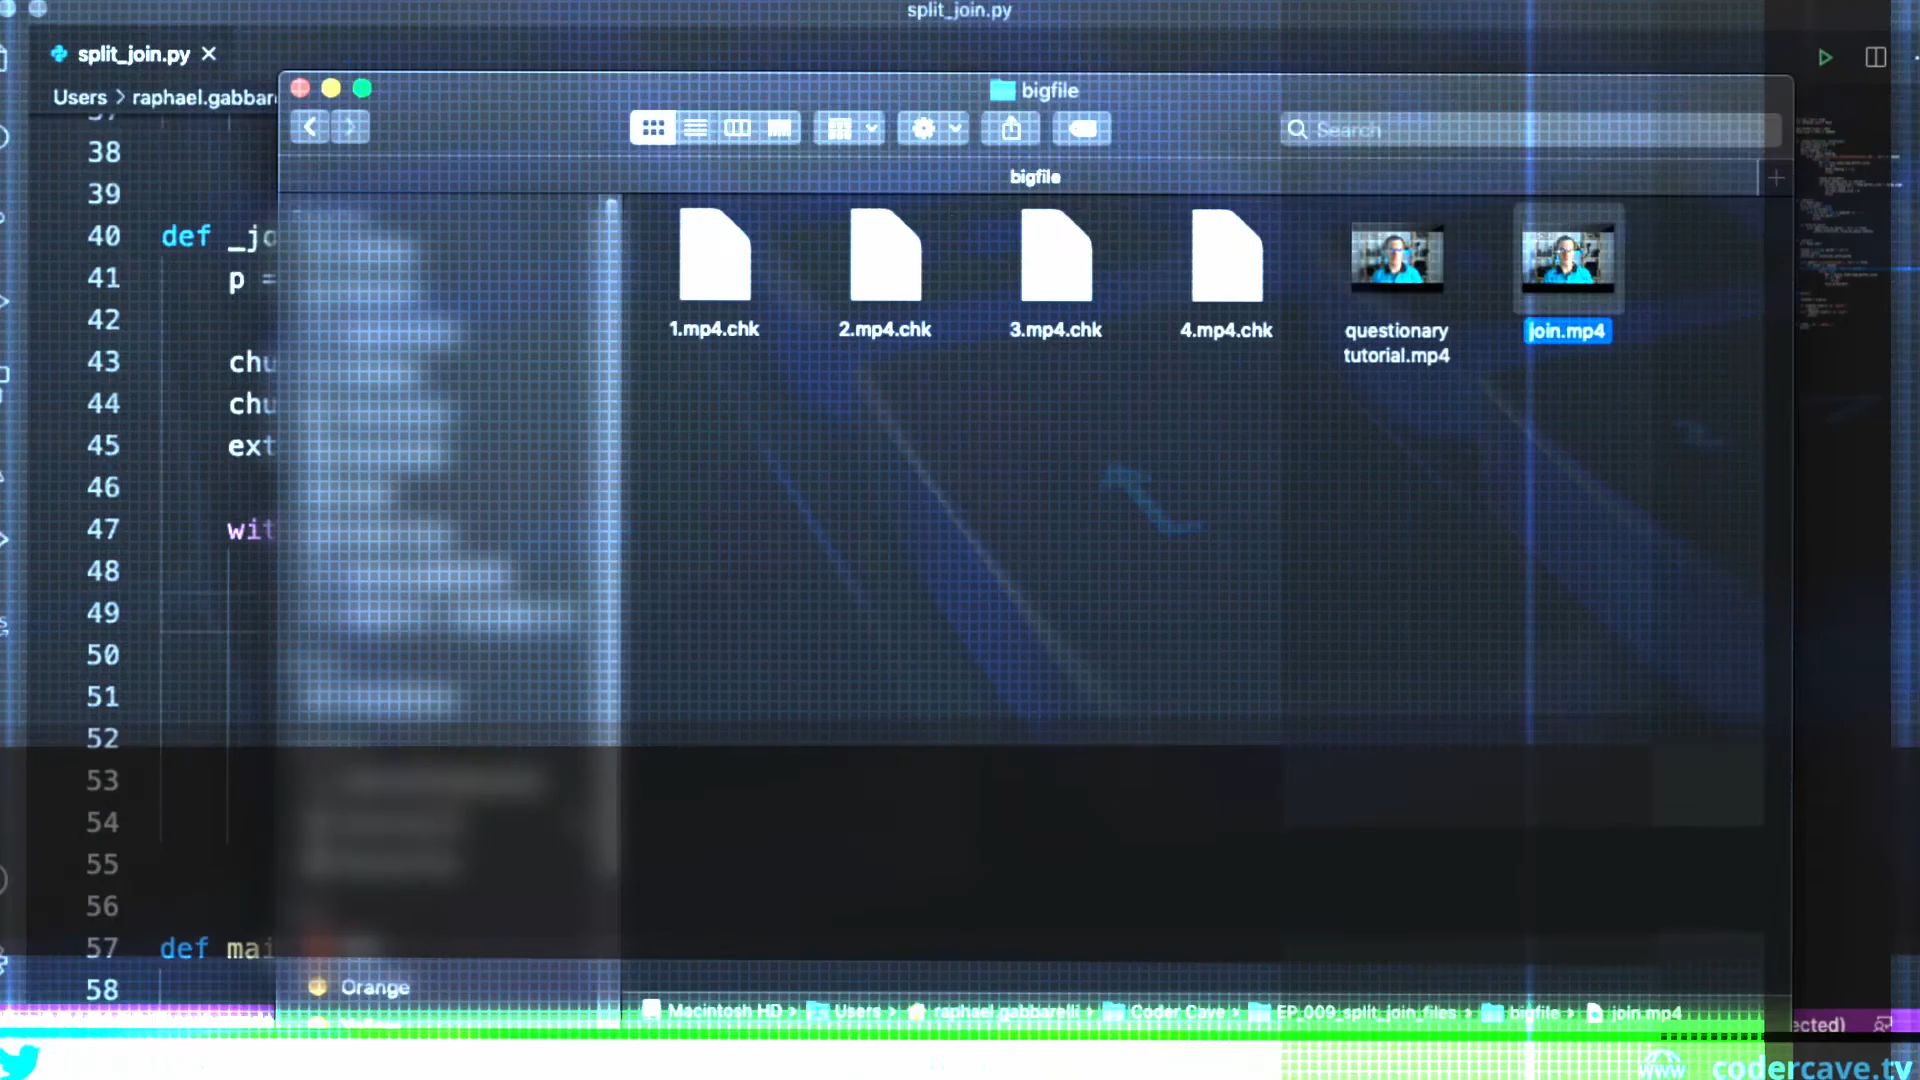 split_join.py
split_join.py
Users > raphael.gabbar
bigfile
Search
bigfile
38
39
40 def _jo
41 p =
42
43 chu
44 chu
45 ext
46
47 wit
48
49
50
51
52
53
54
55
56
57 def mai
58
1.mp4.chk
2.mp4.chk
3.mp4.chk
4.mp4.chk
questionary
tutorial.mp4
join.mp4
Orange
Macintosh HD > Users > raphael.gabbarelli > Coder Cave > EP_009_split_join_files > bigfile > join.mp4
ected)
www codercave.tv